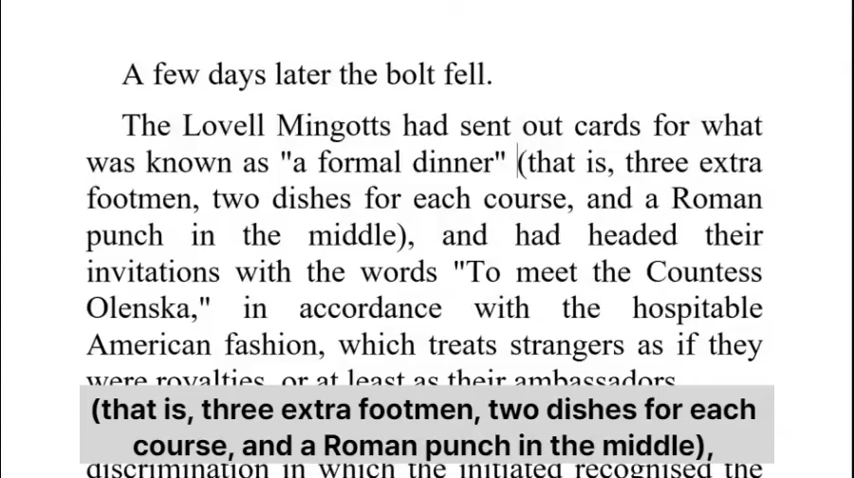 A few days later the bolt fell.
The Lovell Mingotts had sent out cards for what
was known as "a formal dinner" (that is, three extra
footmen, two dishes for each course, and a Roman
punch in the middle), and had headed their
invitations with the words "To meet the Countess
Olenska," in accordance with the hospitable
American fashion, which treats strangers as if they
were royalties, or at least as their ambassadors.
(that is, three extra footmen, two dishes for each
course, and a Roman punch in the middle),
discrimination in which the initiated recognised the